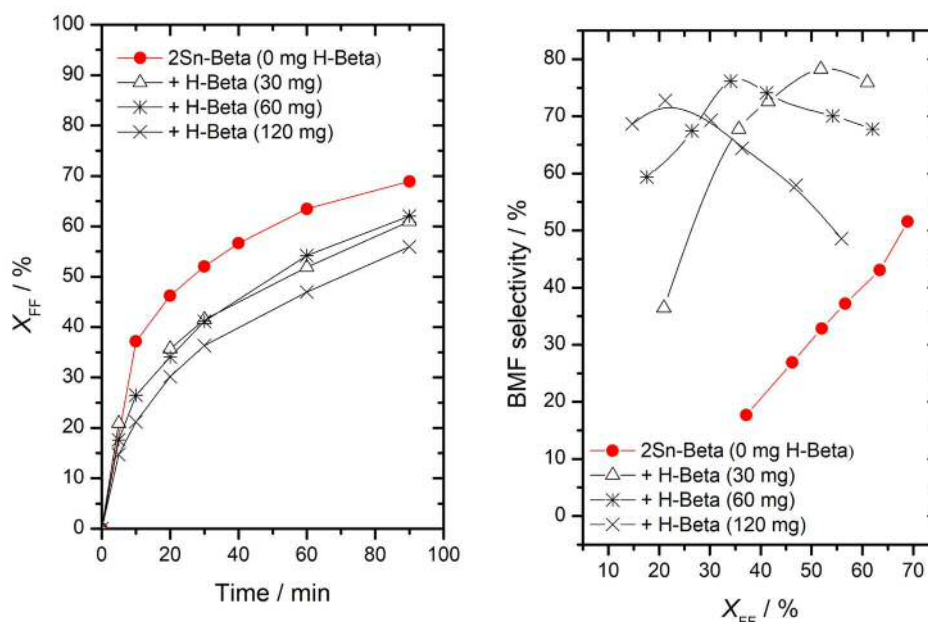 100
90
80
70
60
50
40
30
20
10
0
X_FF / %
2Sn-Beta (0 mg H-Beta)
+ H-Beta (30 mg)
+ H-Beta (60 mg)
+ H-Beta (120 mg)
0 20 40 60 80 100
Time / min
80
70
60
50
40
30
20
10
0
BMF selectivity / %
2Sn-Beta (0 mg H-Beta)
+ H-Beta (30 mg)
+ H-Beta (60 mg)
+ H-Beta (120 mg)
10 20 30 40 50 60 70
X_FF / %